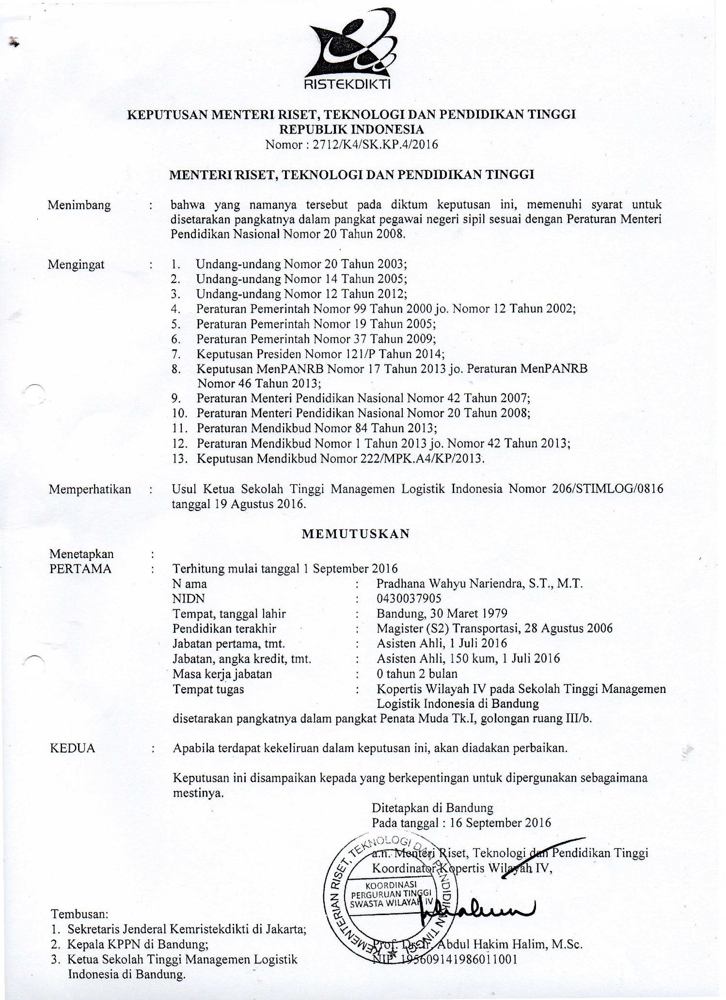 RISTEKDIKTI
KEPUTUSAN MENTERI RISET, TEKNOLOGI DAN PENDIDIKAN TINGGI
REPUBLIK INDONESIA
Nomor : 2712/K4/SK.KP.4/2016
MENTERI RISET, TEKNOLOGI DAN PENDIDIKAN TINGGI
Menimbang : bahwa yang namanya tersebut pada diktum keputusan ini, memenuhi syarat untuk
disetarakan pangkatnya dalam pangkat pegawai negeri sipil sesuai dengan Peraturan Menteri
Pendidikan Nasional Nomor 20 Tahun 2008.
Mengingat : 1. Undang-undang Nomor 20 Tahun 2003;
2. Undang-undang Nomor 14 Tahun 2005;
3. Undang-undang Nomor 12 Tahun 2012;
4. Peraturan Pemerintah Nomor 99 Tahun 2000 jo. Nomor 12 Tahun 2002;
5. Peraturan Pemerintah Nomor 19 Tahun 2005;
6. Peraturan Pemerintah Nomor 37 Tahun 2009;
7. Keputusan Presiden Nomor 121/P Tahun 2014;
8. Keputusan MenPANRB Nomor 17 Tahun 2013 jo. Peraturan MenPANRB
Nomor 46 Tahun 2013;
9. Peraturan Menteri Pendidikan Nasional Nomor 42 Tahun 2007;
10. Peraturan Menteri Pendidikan Nasional Nomor 20 Tahun 2008;
11. Peraturan Mendikbud Nomor 84 Tahun 2013;
12. Peraturan Mendikbud Nomor 1 Tahun 2013 jo. Nomor 42 Tahun 2013;
13. Keputusan Mendikbud Nomor 222/MPK.A4/KP/2013.
Memperhatikan : Usul Ketua Sekolah Tinggi Managemen Logistik Indonesia Nomor 206/STIMLOG/0816
tanggal 19 Agustus 2016.
MEMUTUSKAN
Menetapkan :
PERTAMA : Terhitung mulai tanggal 1 September 2016
N ama : Pradhana Wahyu Nariendra, S.T., M.T.
NIDN : 0430037905
Tempat, tanggal lahir : Bandung, 30 Maret 1979
Pendidikan terakhir : Magister (S2) Transportasi, 28 Agustus 2006
Jabatan pertama, tmt. : Asisten Ahli, 1 Juli 2016
Jabatan, angka kredit, tmt. : Asisten Ahli, 150 kum, 1 Juli 2016
Masa kerja jabatan : 0 tahun 2 bulan
Tempat tugas : Kopertis Wilayah IV pada Sekolah Tinggi Managemen
Logistik Indonesia di Bandung
disetarakan pangkatnya dalam pangkat Penata Muda Tk.I, golongan ruang III/b.
KEDUA : Apabila terdapat kekeliruan dalam keputusan ini, akan diadakan perbaikan.
Keputusan ini disampaikan kepada yang berkepentingan untuk dipergunakan sebagaimana
mestinya.
Ditetapkan di Bandung
Pada tanggal : 16 September 2016
a.n. Menteri Riset, Teknologi dan Pendidikan Tinggi
Koordinator Kopertis Wilayah IV,
KEMENTERIAN RISET, TEKNOLOGI DAN PENDIDIKAN TINGGI
KOORDINASI
PERGURUAN TINGGI
SWASTA WILAYAH IV
Prof. Dr. Ir. Abdul Hakim Halim, M.Sc.
NIP 195609141986011001
Tembusan:
1. Sekretaris Jenderal Kemristekdikti di Jakarta;
2. Kepala KPPN di Bandung;
3. Ketua Sekolah Tinggi Managemen Logistik
Indonesia di Bandung.